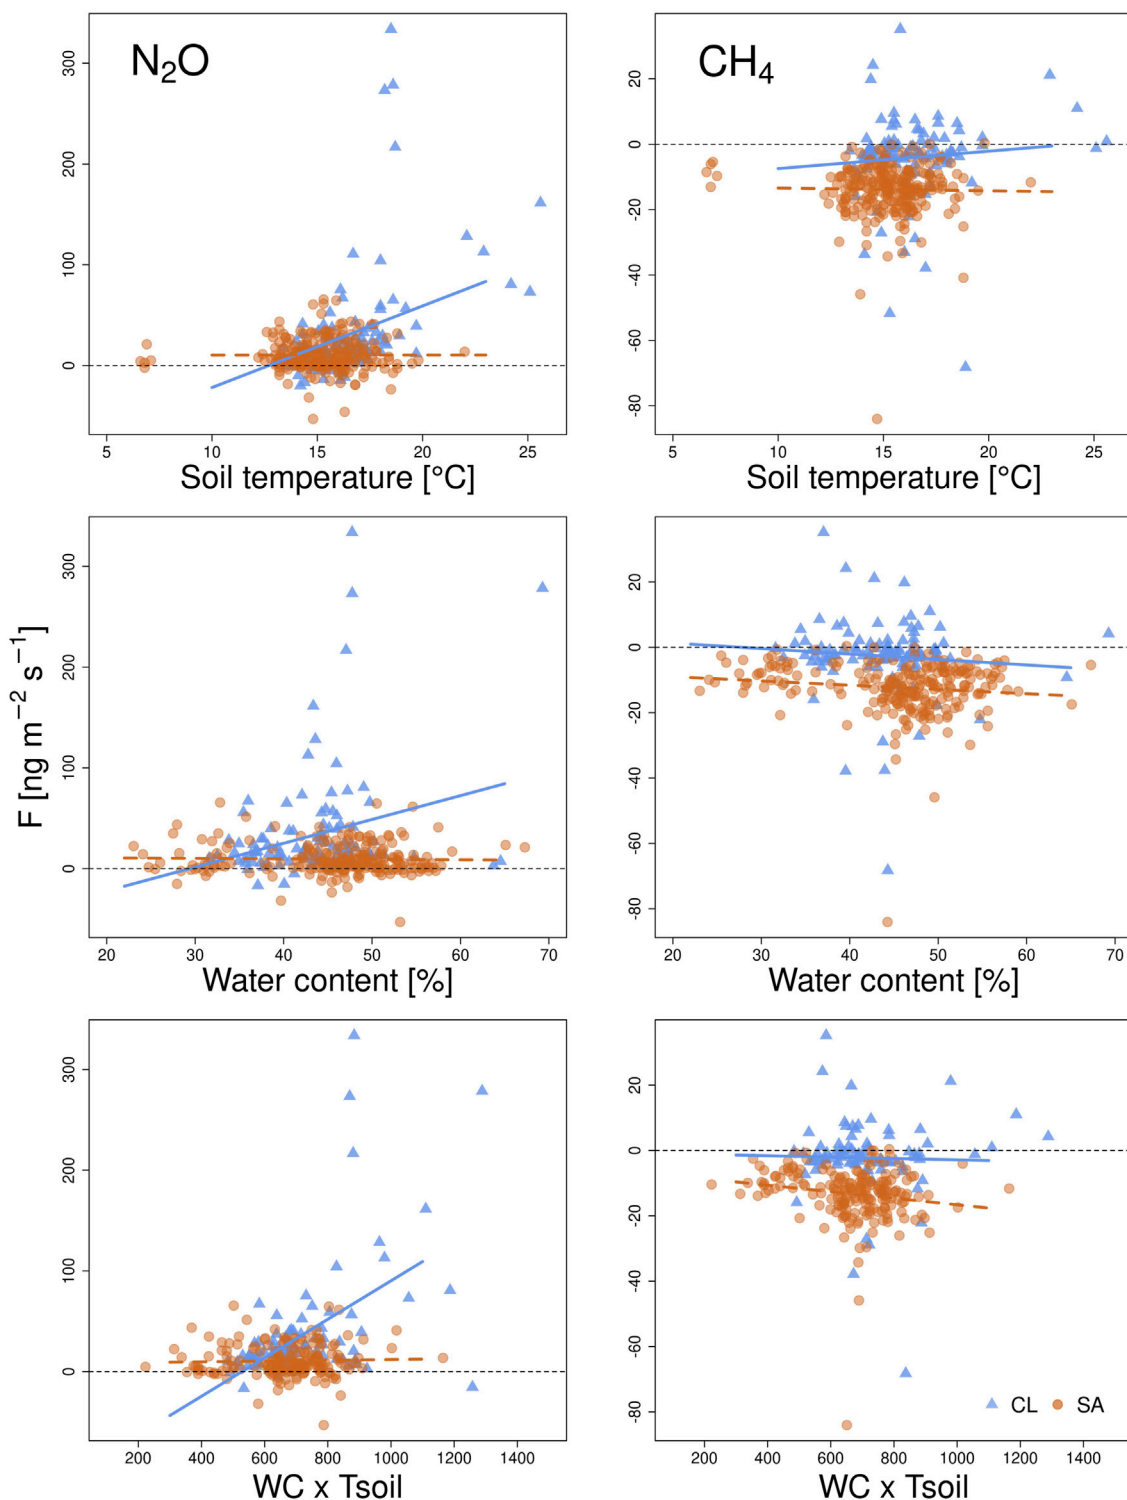 N₂O
CH₄
300
200
100
0
20
0
-20
-40
-60
-80
5 10 15 20 25
5 10 15 20 25
Soil temperature [°C]
Soil temperature [°C]
F [ng m⁻² s⁻¹]
300
200
100
0
20
0
-20
-40
-60
-80
20 30 40 50 60 70
20 30 40 50 60 70
Water content [%]
Water content [%]
300
200
100
0
20
0
-20
-40
-60
-80
CL SA
200 400 600 800 1000 1200 1400
200 400 600 800 1000 1200 1400
WC x Tsoil
WC x Tsoil